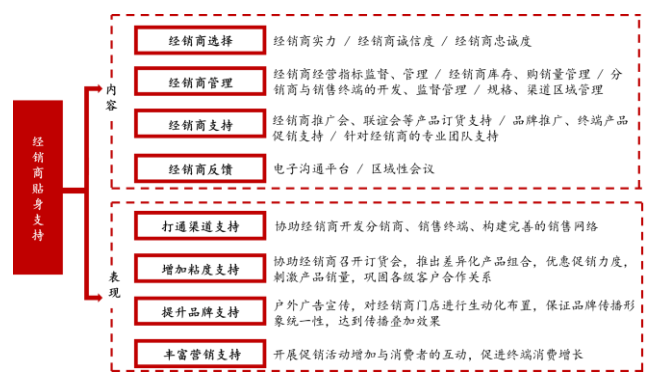 经销商贴身支持
内容
经销商选择
经销商实力 / 经销商诚信度 / 经销商忠诚度
经销商管理
经销商经营指标监督、管理 / 经销商库存、购销量管理 / 分
销商与销售终端的开发、监督管理 / 规格、渠道区域管理
经销商支持
经销商推广会、联谊会等产品订货支持 / 品牌推广、终端产品
促销支持 / 针对经销商的专业团队支持
经销商反馈
电子沟通平台 / 区域性会议
表现
打通渠道支持
协助经销商开发分销商、销售终端、构建完善的销售网络
增加粘度支持
协助经销商召开订货会，推出差异化产品组合，优惠促销力度，
刺激产品销量，巩固各级客户合作关系
提升品牌支持
户外广告宣传，对经销商门店进行生动化布置，保证品牌传播形
象统一性，达到传播叠加效果
丰富营销支持
开展促销活动增加与消费者的互动，促进终端消费增长